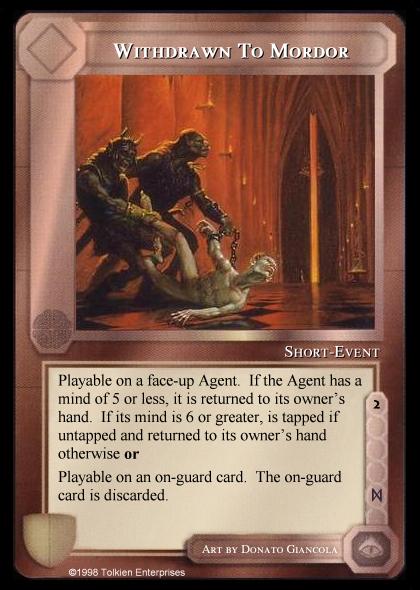 Withdrawn To Mordor
Short-Event
Playable on a face-up Agent. If the Agent has a
mind of 5 or less, it is returned to its owner's
hand. If its mind is 6 or greater, is tapped if
untapped and returned to its owner's hand
otherwise or
Playable on an on-guard card. The on-guard
card is discarded.
2
Art by Donato Giancola
©1998 Tolkien Enterprises